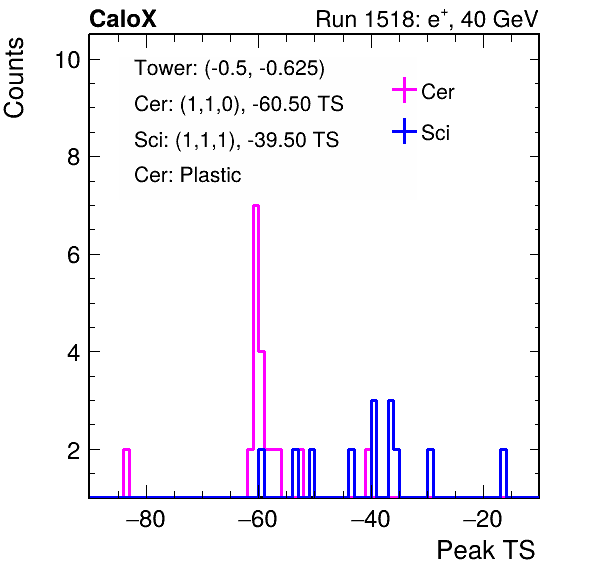 CaloX Run 1518: e⁺, 40 GeV
Counts
Tower: (-0.5, -0.625)
Cer: (1,1,0), -60.50 TS
Sci: (1,1,1), -39.50 TS
Cer: Plastic
Cer
Sci
10
8
6
4
2
−80 −60 −40 −20
Peak TS